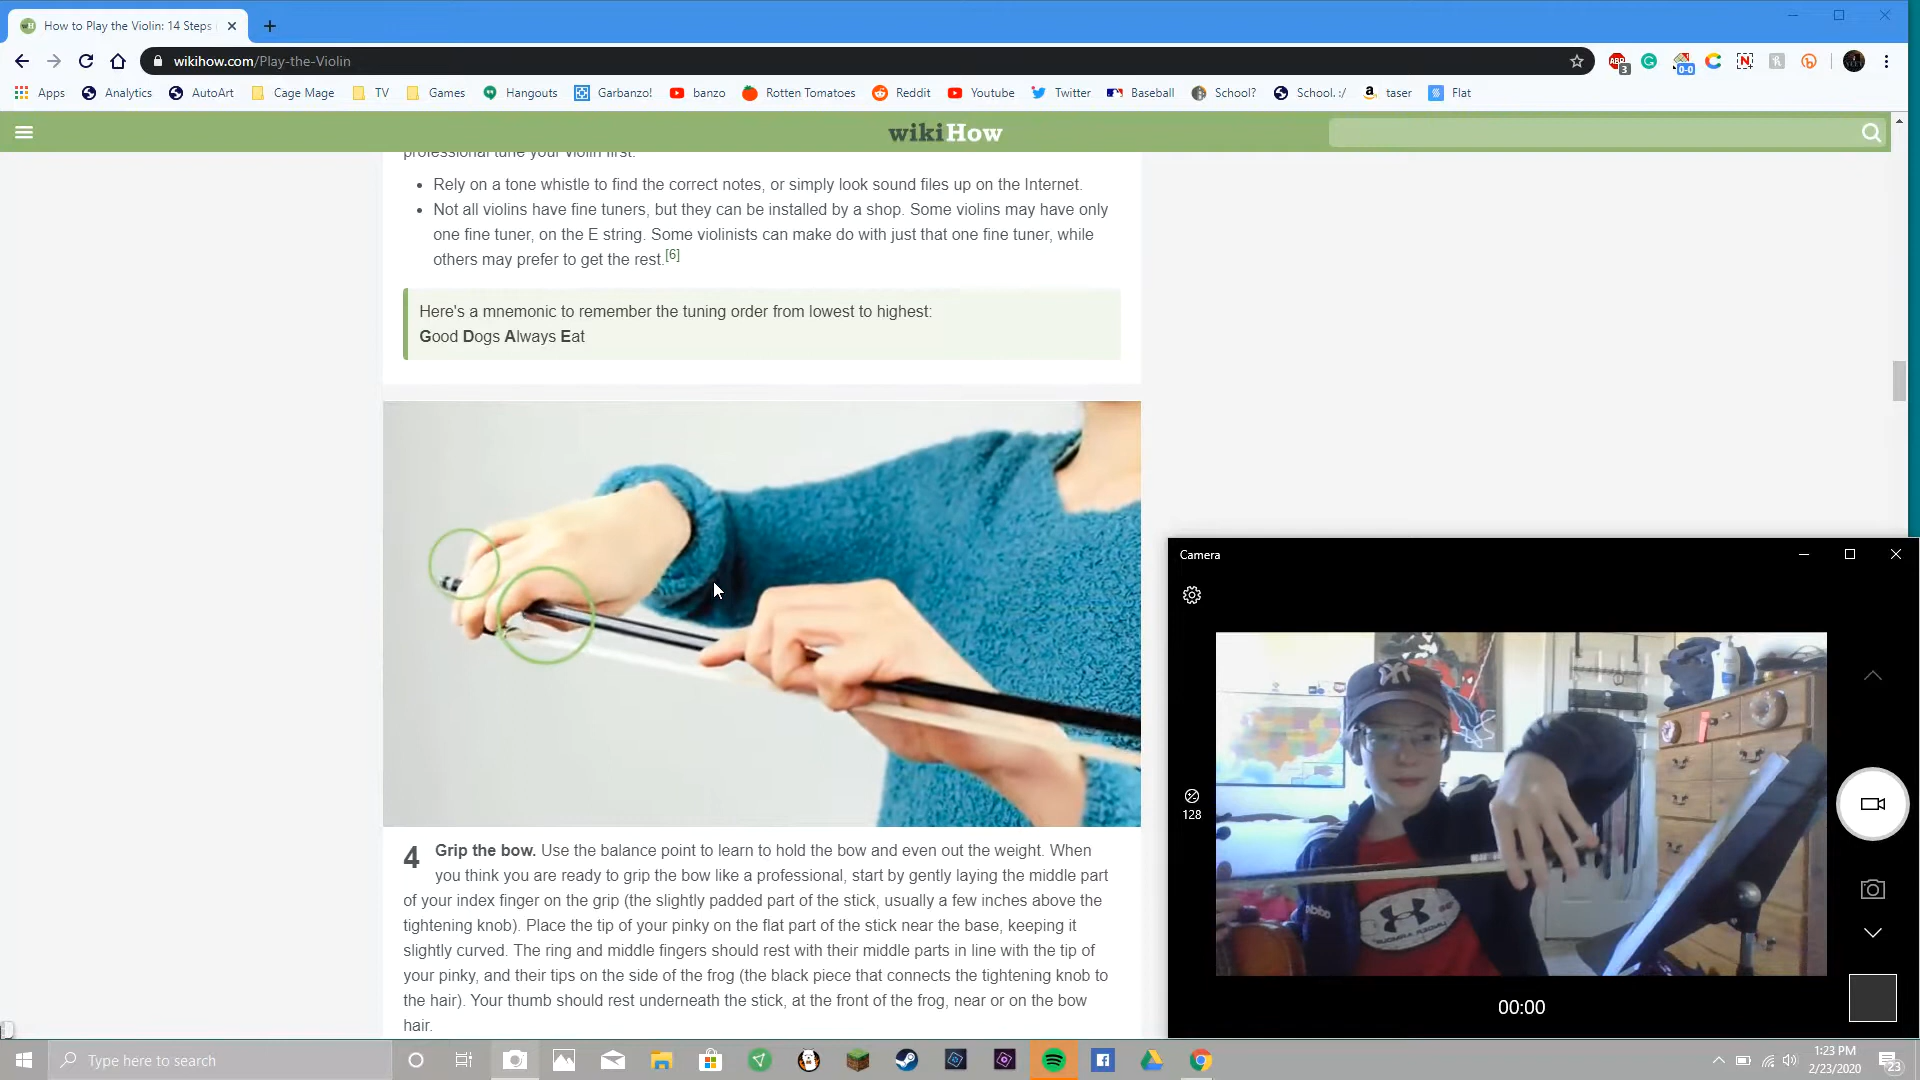 How to Play the Violin: 14 Steps
wikihow.com/Play-the-Violin
Apps Analytics AutoArt Cage Mage TV Games Hangouts Garbanzo! banzo Rotten Tomatoes Reddit Youtube Twitter Baseball School? School. :/ taser Flat
wikiHow
professional tune your violin first.
Rely on a tone whistle to find the correct notes, or simply look sound files up on the Internet.
Not all violins have fine tuners, but they can be installed by a shop. Some violins may have only
one fine tuner, on the E string. Some violinists can make do with just that one fine tuner, while
others may prefer to get the rest.[6]
Here's a mnemonic to remember the tuning order from lowest to highest:
Good Dogs Always Eat
4 Grip the bow. Use the balance point to learn to hold the bow and even out the weight. When
you think you are ready to grip the bow like a professional, start by gently laying the middle part
of your index finger on the grip (the slightly padded part of the stick, usually a few inches above the
tightening knob). Place the tip of your pinky on the flat part of the stick near the base, keeping it
slightly curved. The ring and middle fingers should rest with their middle parts in line with the tip of
your pinky, and their tips on the side of the frog (the black piece that connects the tightening knob to
the hair). Your thumb should rest underneath the stick, at the front of the frog, near or on the bow
hair.
Camera
128
00:00
Type here to search
1:23 PM
2/23/2020
23